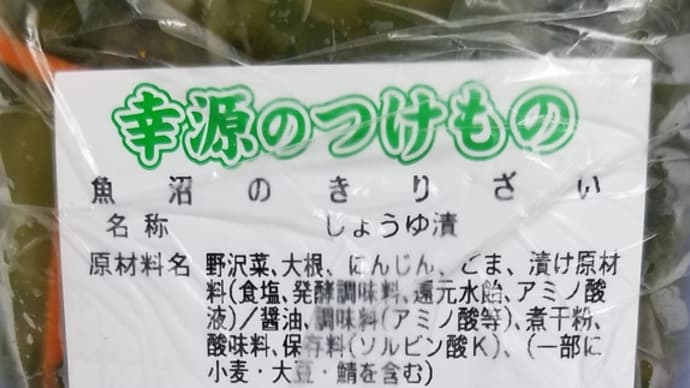 幸源のつけもの
魚沼のきりざい
名称 しょうゆ漬
原材料名 野沢菜、大根、にんじん、ごま、漬け原材
料(食塩、発酵調味料、還元水飴、アミノ酸
液)/醤油、調味料(アミノ酸等)、煮干粉、
酸味料、保存料(ソルビン酸K)、(一部に
小麦・大豆・鯖を含む)